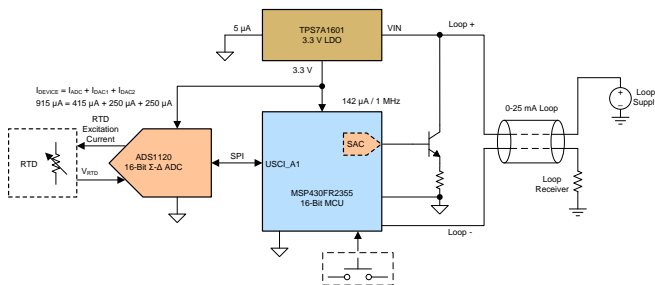 5 µA
TPS7A1601
3.3 V LDO
VIN
Loop +
3.3 V
IDEVICE = IADC + IDAC1 + IDAC2
915 µA = 415 µA + 250 µA + 250 µA
142 µA / 1 MHz
0-25 mA Loop
Loop
Suppl
RTD
Excitation
Current
RTD
VRTD
ADS1120
16-Bit Σ-Δ ADC
SPI
USCI_A1
SAC
MSP430FR2355
16-Bit MCU
Loop
Receiver
Loop -